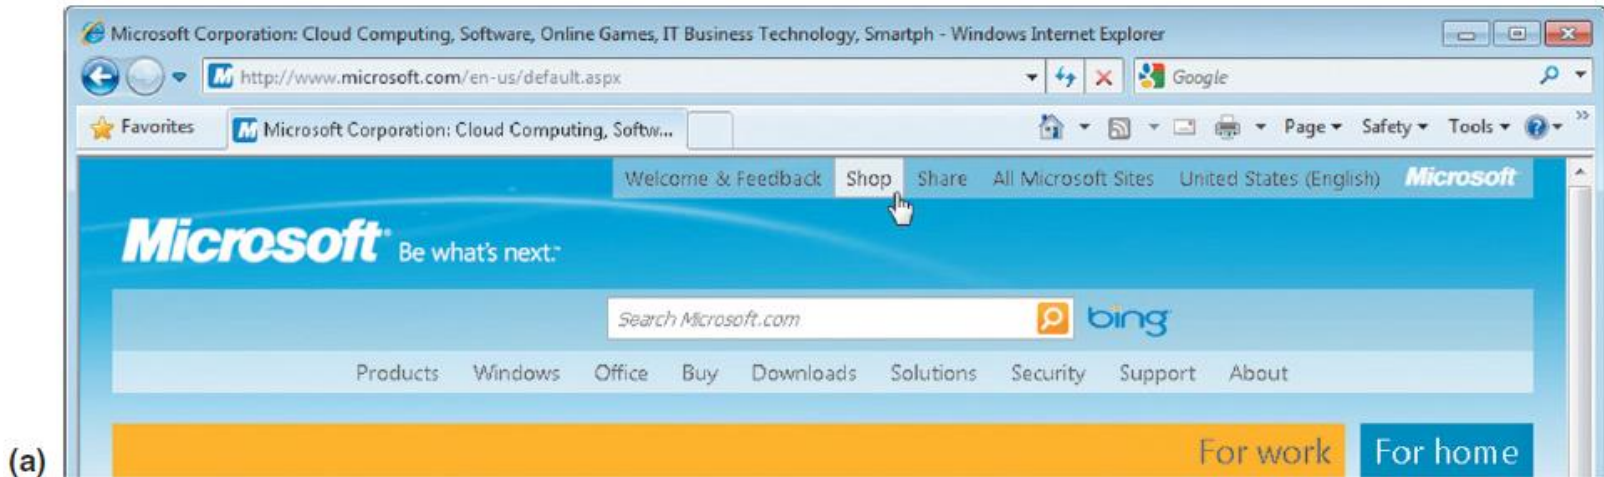 Microsoft Corporation: Cloud Computing, Software, Online Games, IT Business Technology, Smartph - Windows Internet Explorer
http://www.microsoft.com/en-us/default.aspx Google
Favorites Microsoft Corporation: Cloud Computing, Softw... Page Safety Tools
Welcome & Feedback Shop Share All Microsoft Sites United States (English) Microsoft
Microsoft Be what's next.™
Search Microsoft.com bing
Products Windows Office Buy Downloads Solutions Security Support About
(a) For work For home